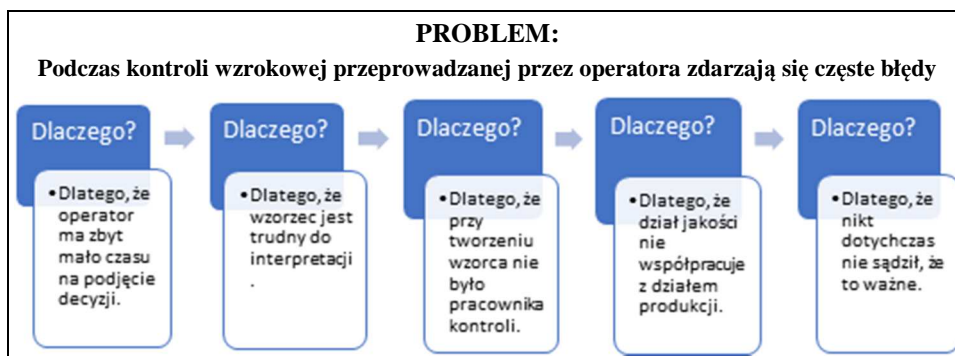 PROBLEM:
Podczas kontroli wzrokowej przeprowadzanej przez operatora zdarzają się częste błędy
Dlaczego?
•Dlatego, że
operator
ma zbyt
mało czasu
na podjęcie
decyzji.
Dlaczego?
•Dlatego, że
wzorzec jest
trudny do
interpretacji
.
Dlaczego?
•Dlatego, że
przy
tworzeniu
wzorca nie
było
pracownika
kontroli.
Dlaczego?
•Dlatego, że
dział jakości
nie
współpracuje
z działem
produkcji.
Dlaczego?
•Dlatego, że
nikt
dotychczas
nie sądził, że
to ważne.